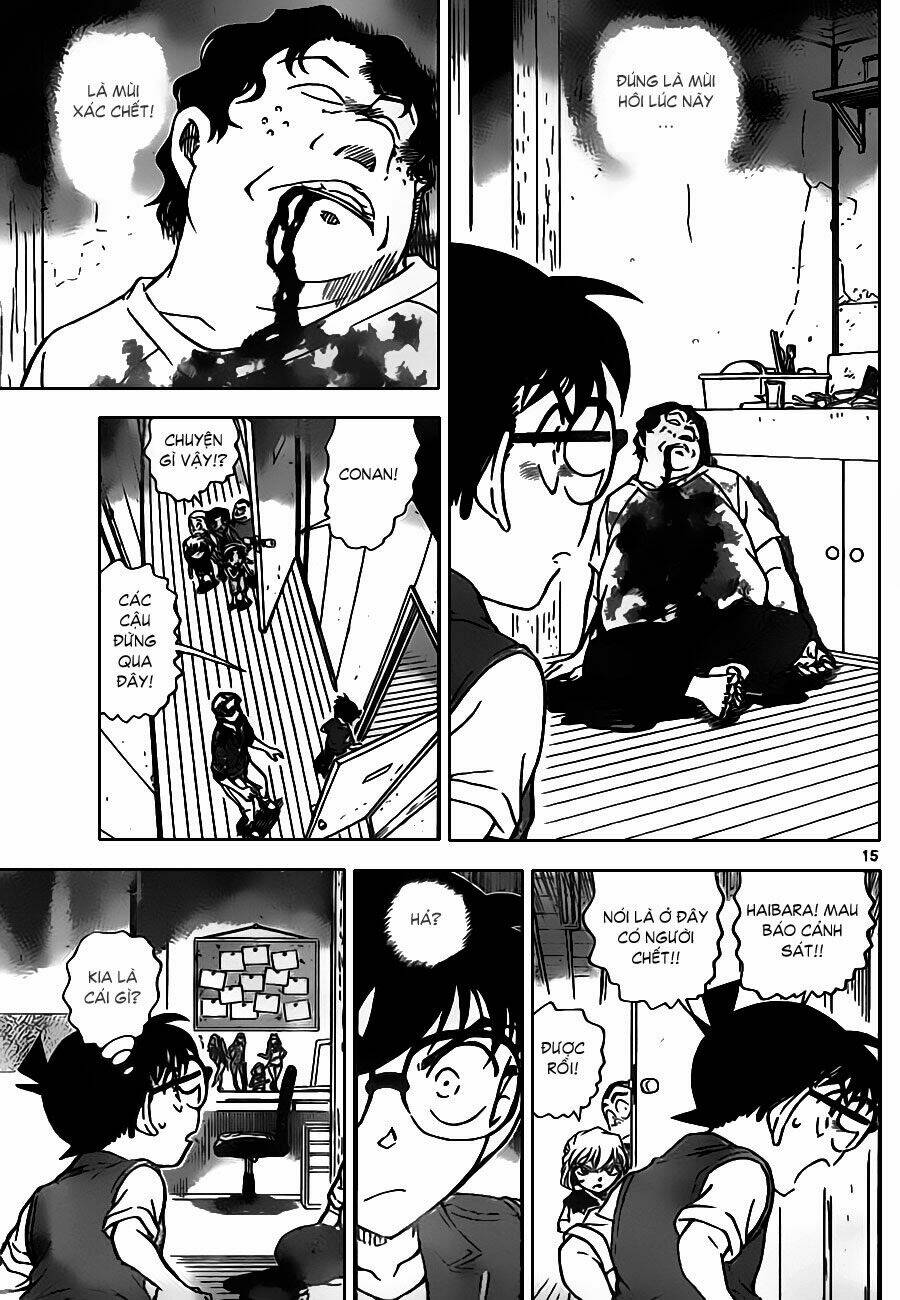 ĐÚNG LÀ MÙI
HÔI LÚC NÀY
...
LÀ MÙI
XÁC CHẾT!
CONAN!
CHUYỆN
GÌ VẬY!?
CÁC
CẬU
ĐỪNG
QUA
ĐÂY!
15
HAIBARA! MAU
BÁO CẢNH
SÁT!!
NÓI LÀ Ở ĐÂY
CÓ NGƯỜI
CHẾT!!
ĐƯỢC
RỒI!
HẢ?
KIA LÀ
CÁI GÌ?